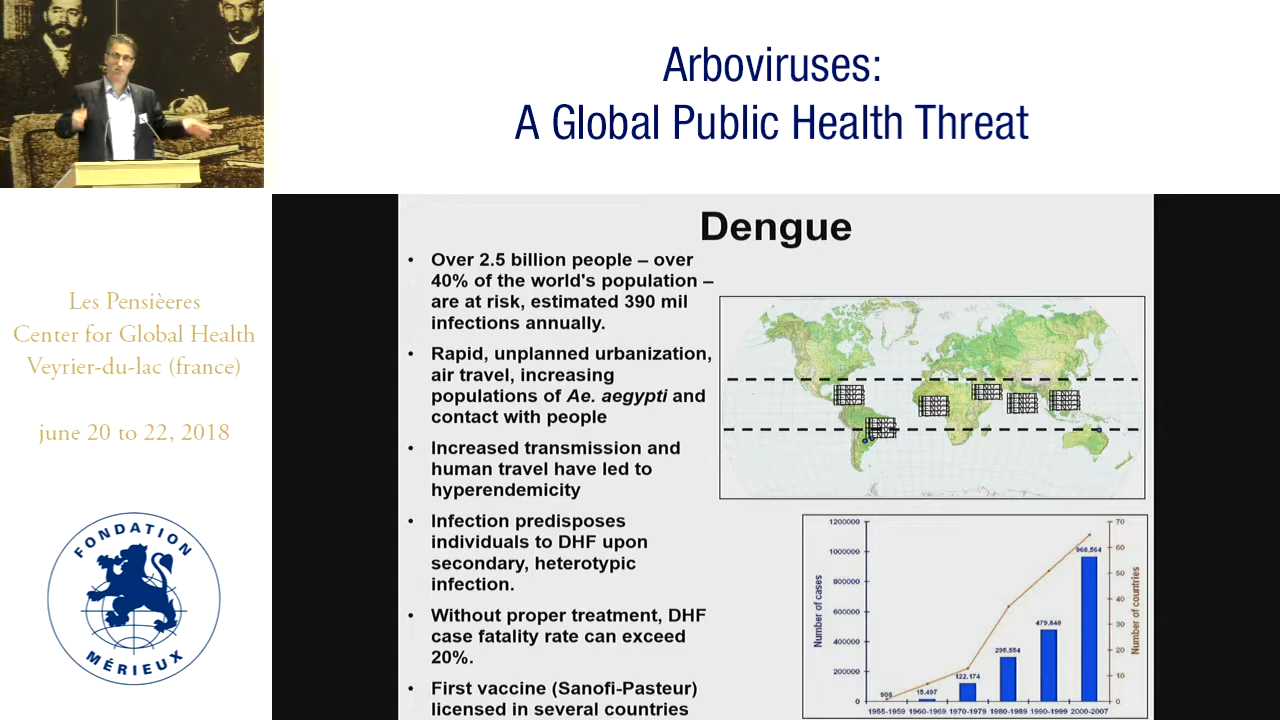 Arboviruses:
A Global Public Health Threat
Les Pensièeres
Center for Global Health
Veyrier-du-lac (france)
june 20 to 22, 2018
FONDATION
MÉRIEUX
Dengue
• Over 2.5 billion people – over
40% of the world's population –
are at risk, estimated 390 mil
infections annually.
• Rapid, unplanned urbanization,
air travel, increasing
populations of Ae. aegypti and
contact with people
• Increased transmission and
human travel have led to
hyperendemicity
• Infection predisposes
individuals to DHF upon
secondary, heterotypic
infection.
• Without proper treatment, DHF
case fatality rate can exceed
20%.
• First vaccine (Sanofi-Pasteur)
licensed in several countries
Number of cases
1200000
1000000
800000
600000
400000
200000
0
908
15,497
122,174
295,554
479,848
968,564
1955-1959 1960-1969 1970-1979 1980-1989 1990-1999 2000-2007
70
60
50
40
30
20
10
0
Number of countries